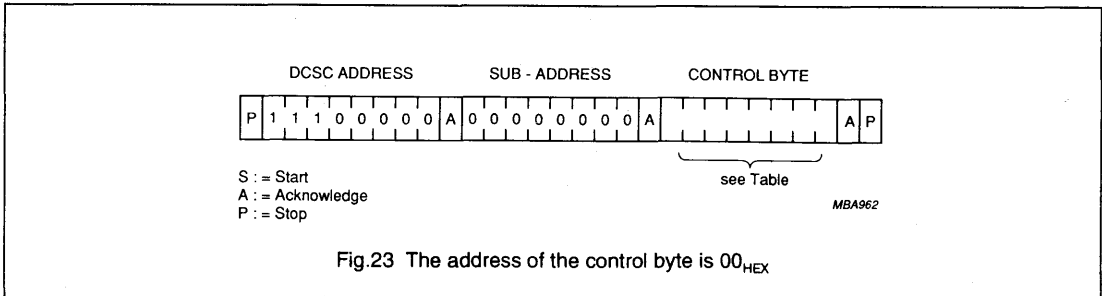 DCSC ADDRESS SUB - ADDRESS CONTROL BYTE
P 1 1 1 0 0 0 0 0 A 0 0 0 0 0 0 0 0 A A P
S : = Start
A : = Acknowledge
P : = Stop
see Table
MBA962
Fig.23 The address of the control byte is 00HEX